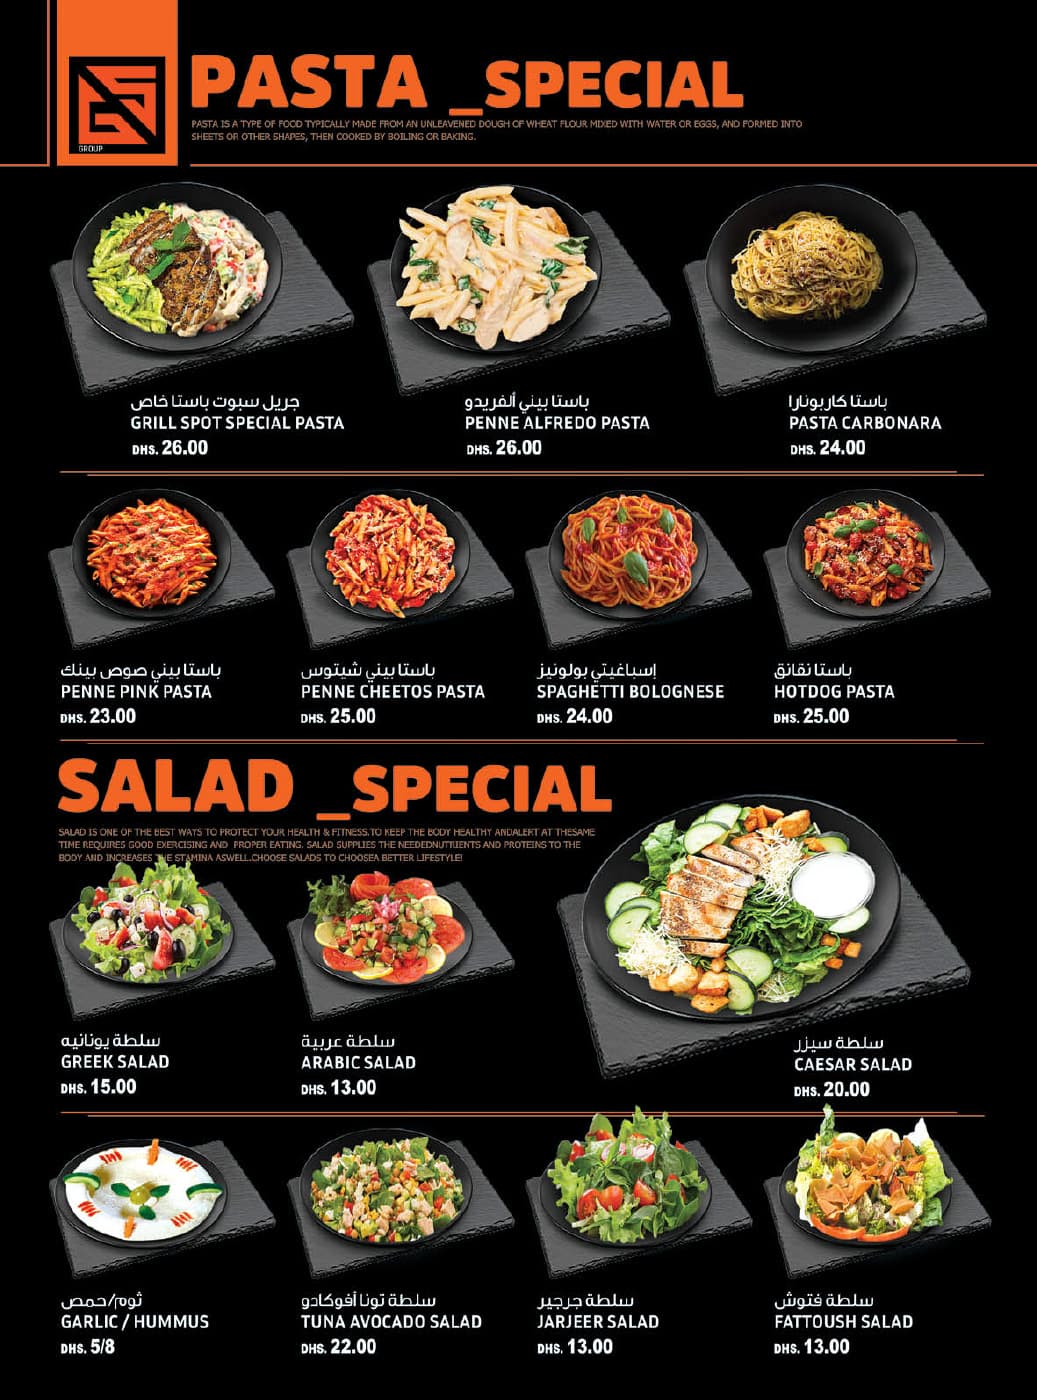 GROUP
PASTA _SPECIAL
PASTA IS A TYPE OF FOOD TYPICALLY MADE FROM AN UNLEAVENED DOUGH OF WHEAT FLOUR MIXED WITH WATER OR EGGS, AND FORMED INTO
SHEETS OR OTHER SHAPES, THEN COOKED BY BOILING OR BAKING.
جريل سبوت باستا خاص
GRILL SPOT SPECIAL PASTA
DHS. 26.00
باستا بيني ألفريدو
PENNE ALFREDO PASTA
DHS. 26.00
باستا كاربونارا
PASTA CARBONARA
DHS. 24.00
باستا بيني صوص بينك
PENNE PINK PASTA
DHS. 23.00
باستا بيني شيتوس
PENNE CHEETOS PASTA
DHS. 25.00
إسباغيتي بولونيز
SPAGHETTI BOLOGNESE
DHS. 24.00
باستا نقانق
HOTDOG PASTA
DHS. 25.00
SALAD _SPECIAL
SALAD IS ONE OF THE BEST WAYS TO PROTECT YOUR HEALTH & FITNESS.TO KEEP THE BODY HEALTHY ANDALERT AT THESAME
TIME REQUIRES GOOD EXERCISING AND PROPER EATING. SALAD SUPPLIES THE NEEDEDNUTRIENTS AND PROTEINS TO THE
BODY AND INCREASES THE STAMINA ASWELL.CHOOSE SALADS TO CHOOSEA BETTER LIFESTYLE!
سلطة يونانيه
GREEK SALAD
DHS. 15.00
سلطة عربية
ARABIC SALAD
DHS. 13.00
سلطة سيزر
CAESAR SALAD
DHS. 20.00
ثوم/حمص
GARLIC / HUMMUS
DHS. 5/8
سلطة تونا أفوكادو
TUNA AVOCADO SALAD
DHS. 22.00
سلطة جرجير
JARJEER SALAD
DHS. 13.00
سلطة فتوش
FATTOUSH SALAD
DHS. 13.00